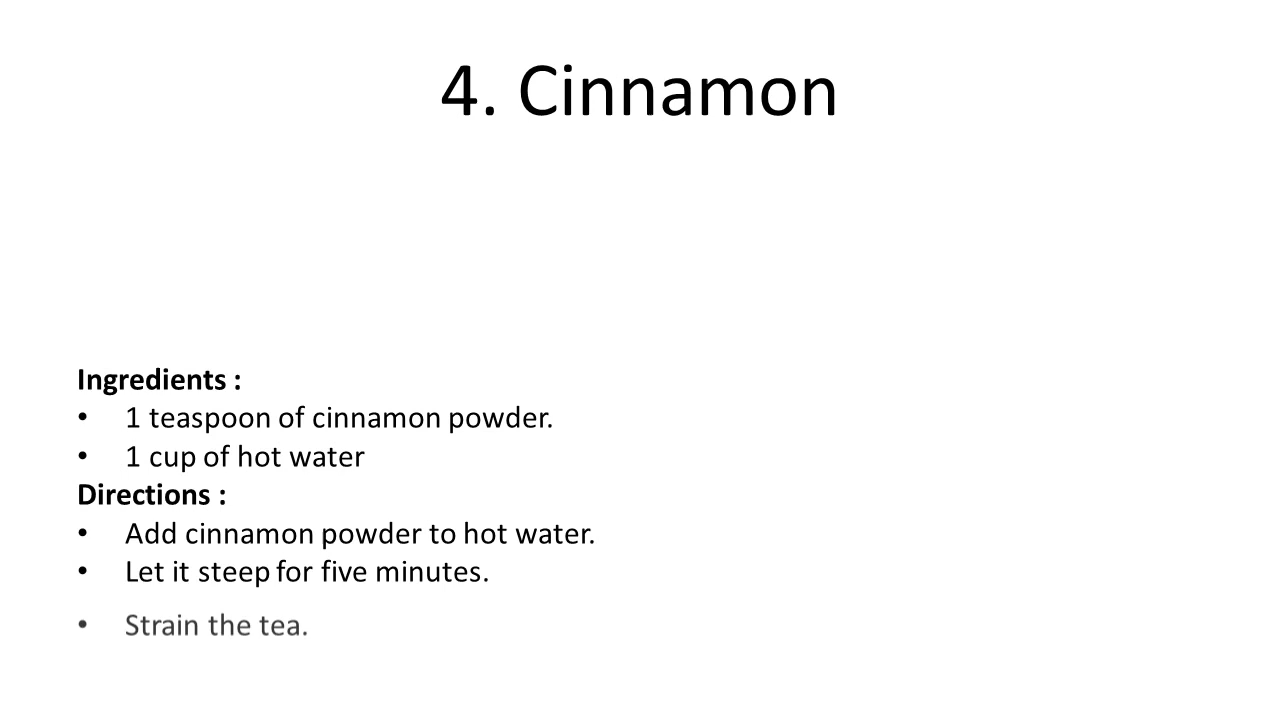 4. Cinnamon
Ingredients :
• 1 teaspoon of cinnamon powder.
• 1 cup of hot water
Directions :
• Add cinnamon powder to hot water.
• Let it steep for five minutes.
• Strain the tea.